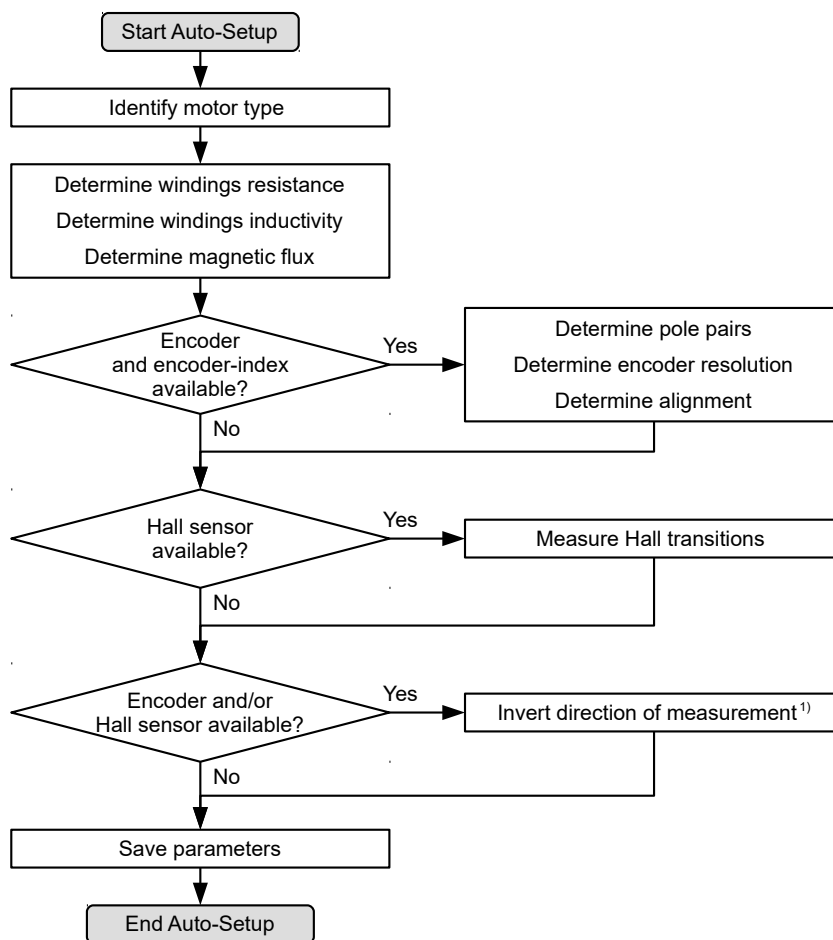 Start Auto-Setup
Identify motor type
Determine windings resistance
Determine windings inductivity
Determine magnetic flux
Encoder
and encoder-index
available?
Yes
Determine pole pairs
Determine encoder resolution
Determine alignment
No
Hall sensor
available?
Yes
Measure Hall transitions
No
Encoder and/or
Hall sensor available?
Yes
Invert direction of measurement 1)
No
Save parameters
End Auto-Setup